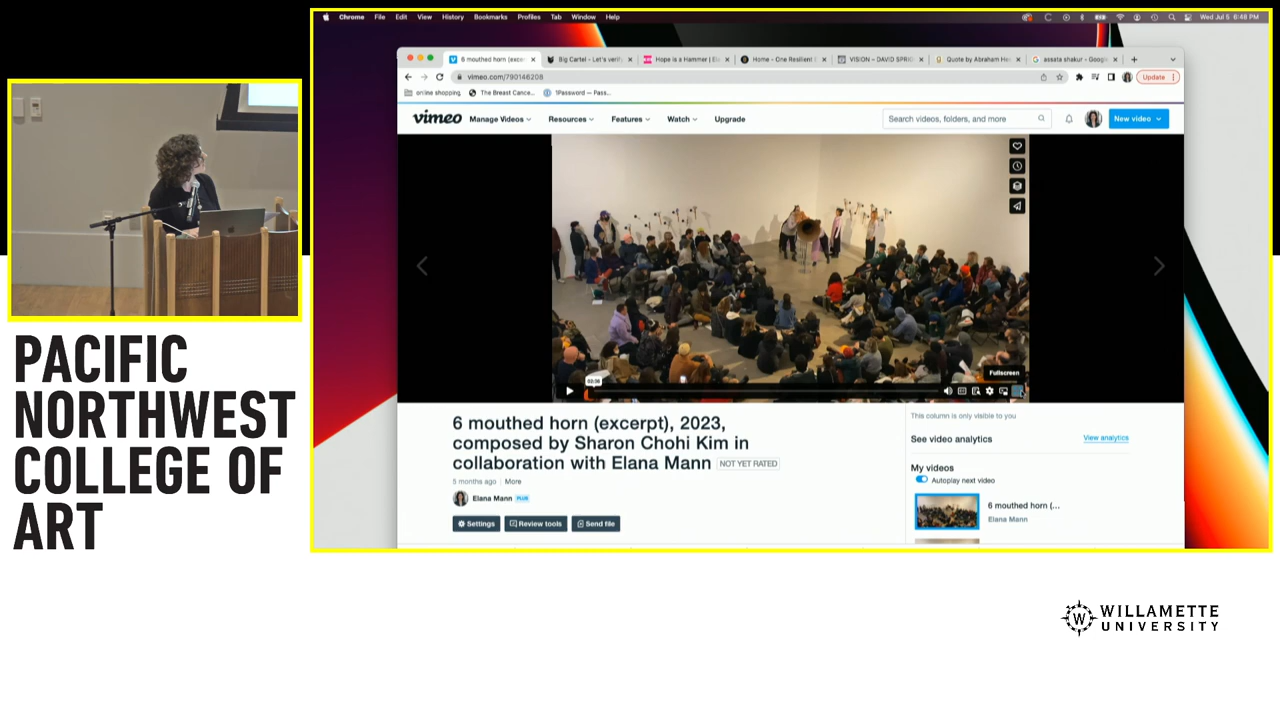 Chrome File Edit View History Bookmarks Profiles Tab Window Help
Wed Jul 5 6:48 PM
6 mouthed horn (exce
Big Cartel - Let's veri
Hope is a Hammer | E
Home - One Resilient
VISION – DAVID SPRI
Quote by Abraham He
assata shakur - Goog
vimeo.com/790146208
Update
online shopping
The Breast Cance...
1Password — Pass...
vimeo
Manage Videos
Resources
Features
Watch
Upgrade
Search videos, folders, and more
New video
Fullscreen
02:36
6 mouthed horn (excerpt), 2023,
composed by Sharon Chohi Kim in
collaboration with Elana Mann NOT YET RATED
5 months ago More
Elana Mann PLUS
Settings
Review tools
Send file
This column is only visible to you
See video analytics View analytics
My videos
Autoplay next video
6 mouthed horn (...
Elana Mann
PACIFIC
NORTHWEST
COLLEGE OF
ART
W
WILLAMETTE
UNIVERSITY